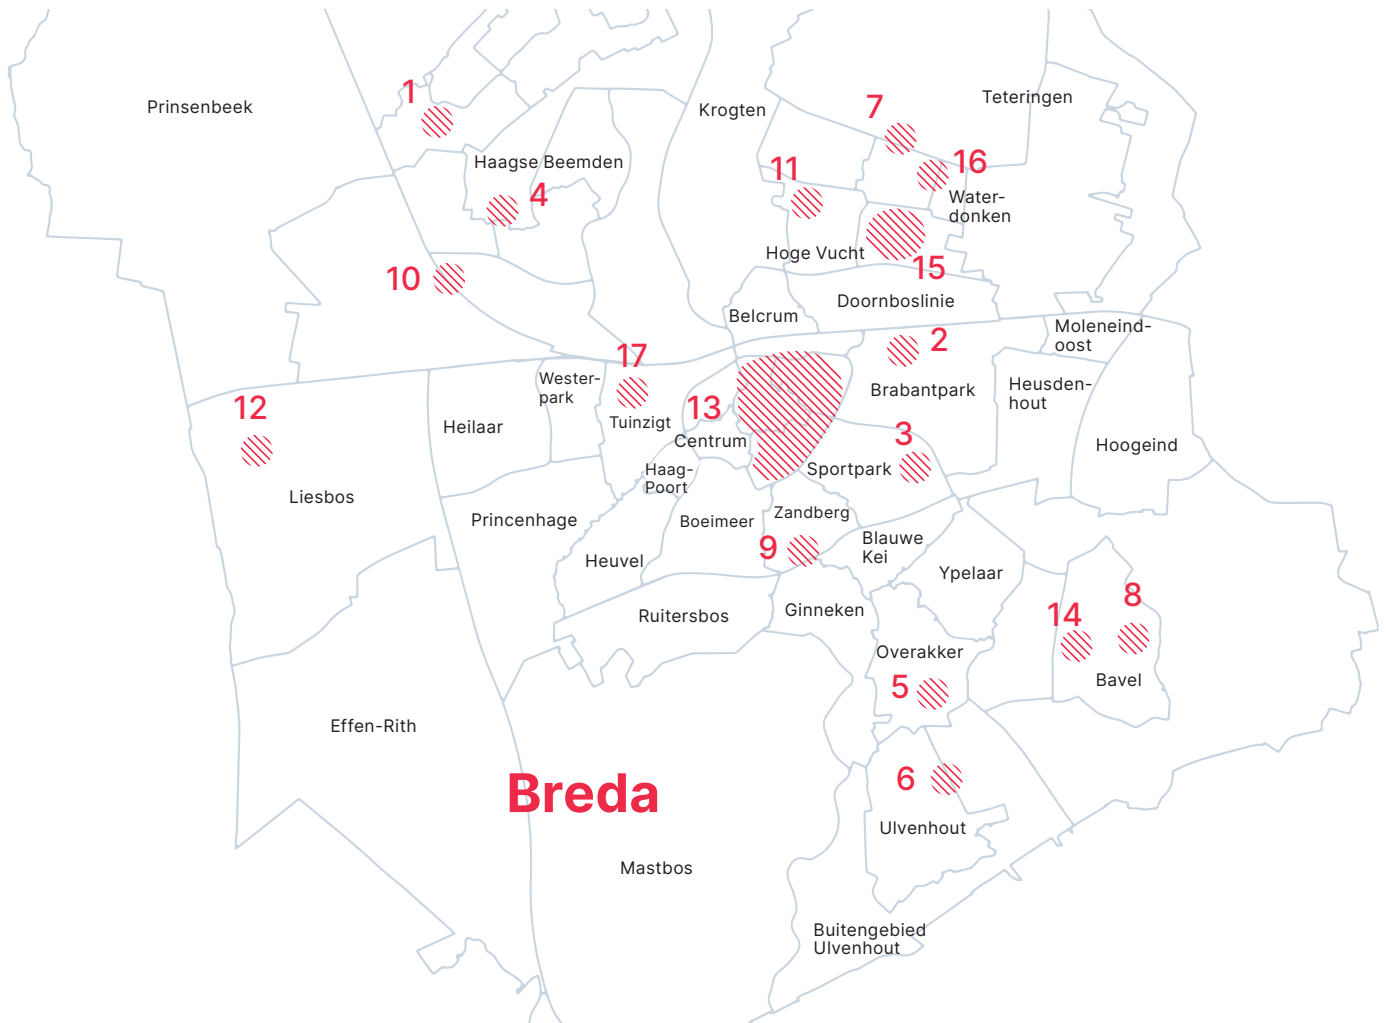 1
Prinsenbeek
7
Krogten
Teteringen
Haagse Beemden
11
16
4
Water-
donken
Hoge Vucht
15
10
Doornboslinie
Belcrum
Moleneind-
oost
2
17
Wester-
park
Brabantpark
Heusden-
hout
12
13
Tuinzigt
Heilaar
Centrum
3
Hoogeind
Haag-
Poort
Sportpark
Liesbos
Princenhage
Boeimeer
Zandberg
9
Blauwe
Kei
Heuvel
Ypelaar
8
14
Ruitersbos
Ginneken
Overakker
5
Bavel
Effen-Rith
Breda
6
Ulvenhout
Mastbos
Buitengebied
Ulvenhout